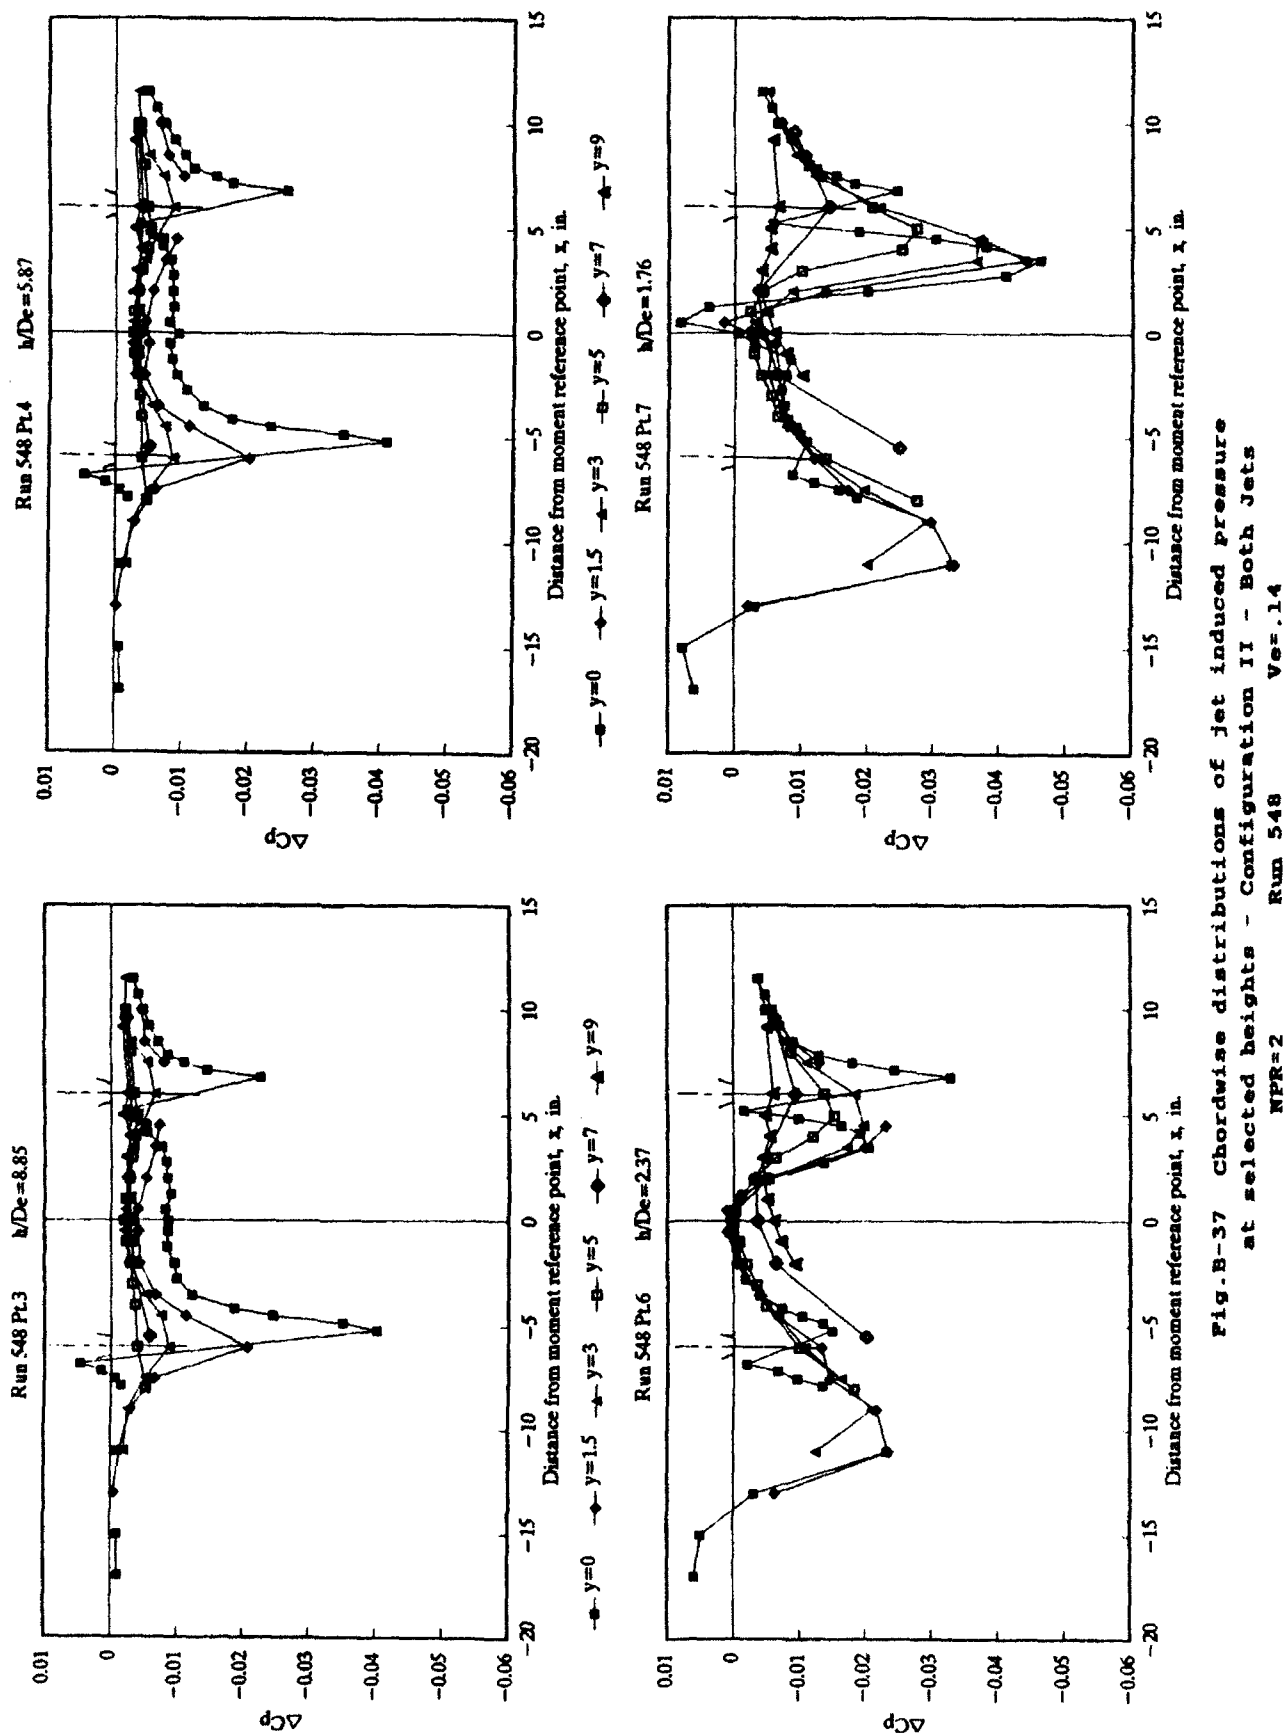 Run 548 Pt.3 h/De=8.85
0.01
0
-0.01
-0.02
-0.03
-0.04
-0.05
-0.06
ΔCp
-20 -15 -10 -5 0 5 10 15
Distance from moment reference point, x, in.
y=0 y=1.5 y=3 y=5 y=7 y=9
Run 548 Pt.4 h/De=5.87
0.01
0
-0.01
-0.02
-0.03
-0.04
-0.05
-0.06
ΔCp
-20 -15 -10 -5 0 5 10 15
Distance from moment reference point, x, in.
y=0 y=1.5 y=3 y=5 y=7 y=9
Run 548 Pt.6 h/De=2.37
0.01
0
-0.01
-0.02
-0.03
-0.04
-0.05
-0.06
ΔCp
-20 -15 -10 -5 0 5 10 15
Distance from moment reference point, x, in.
Run 548 Pt.7 h/De=1.76
0.01
0
-0.01
-0.02
-0.03
-0.04
-0.05
-0.06
ΔCp
-20 -15 -10 -5 0 5 10 15
Distance from moment reference point, x, in.
Fig.B-37 Chordwise distributions of jet induced pressure
at selected heights - Configuration II - Both Jets
NPR=2 Run 548 Ve=.14